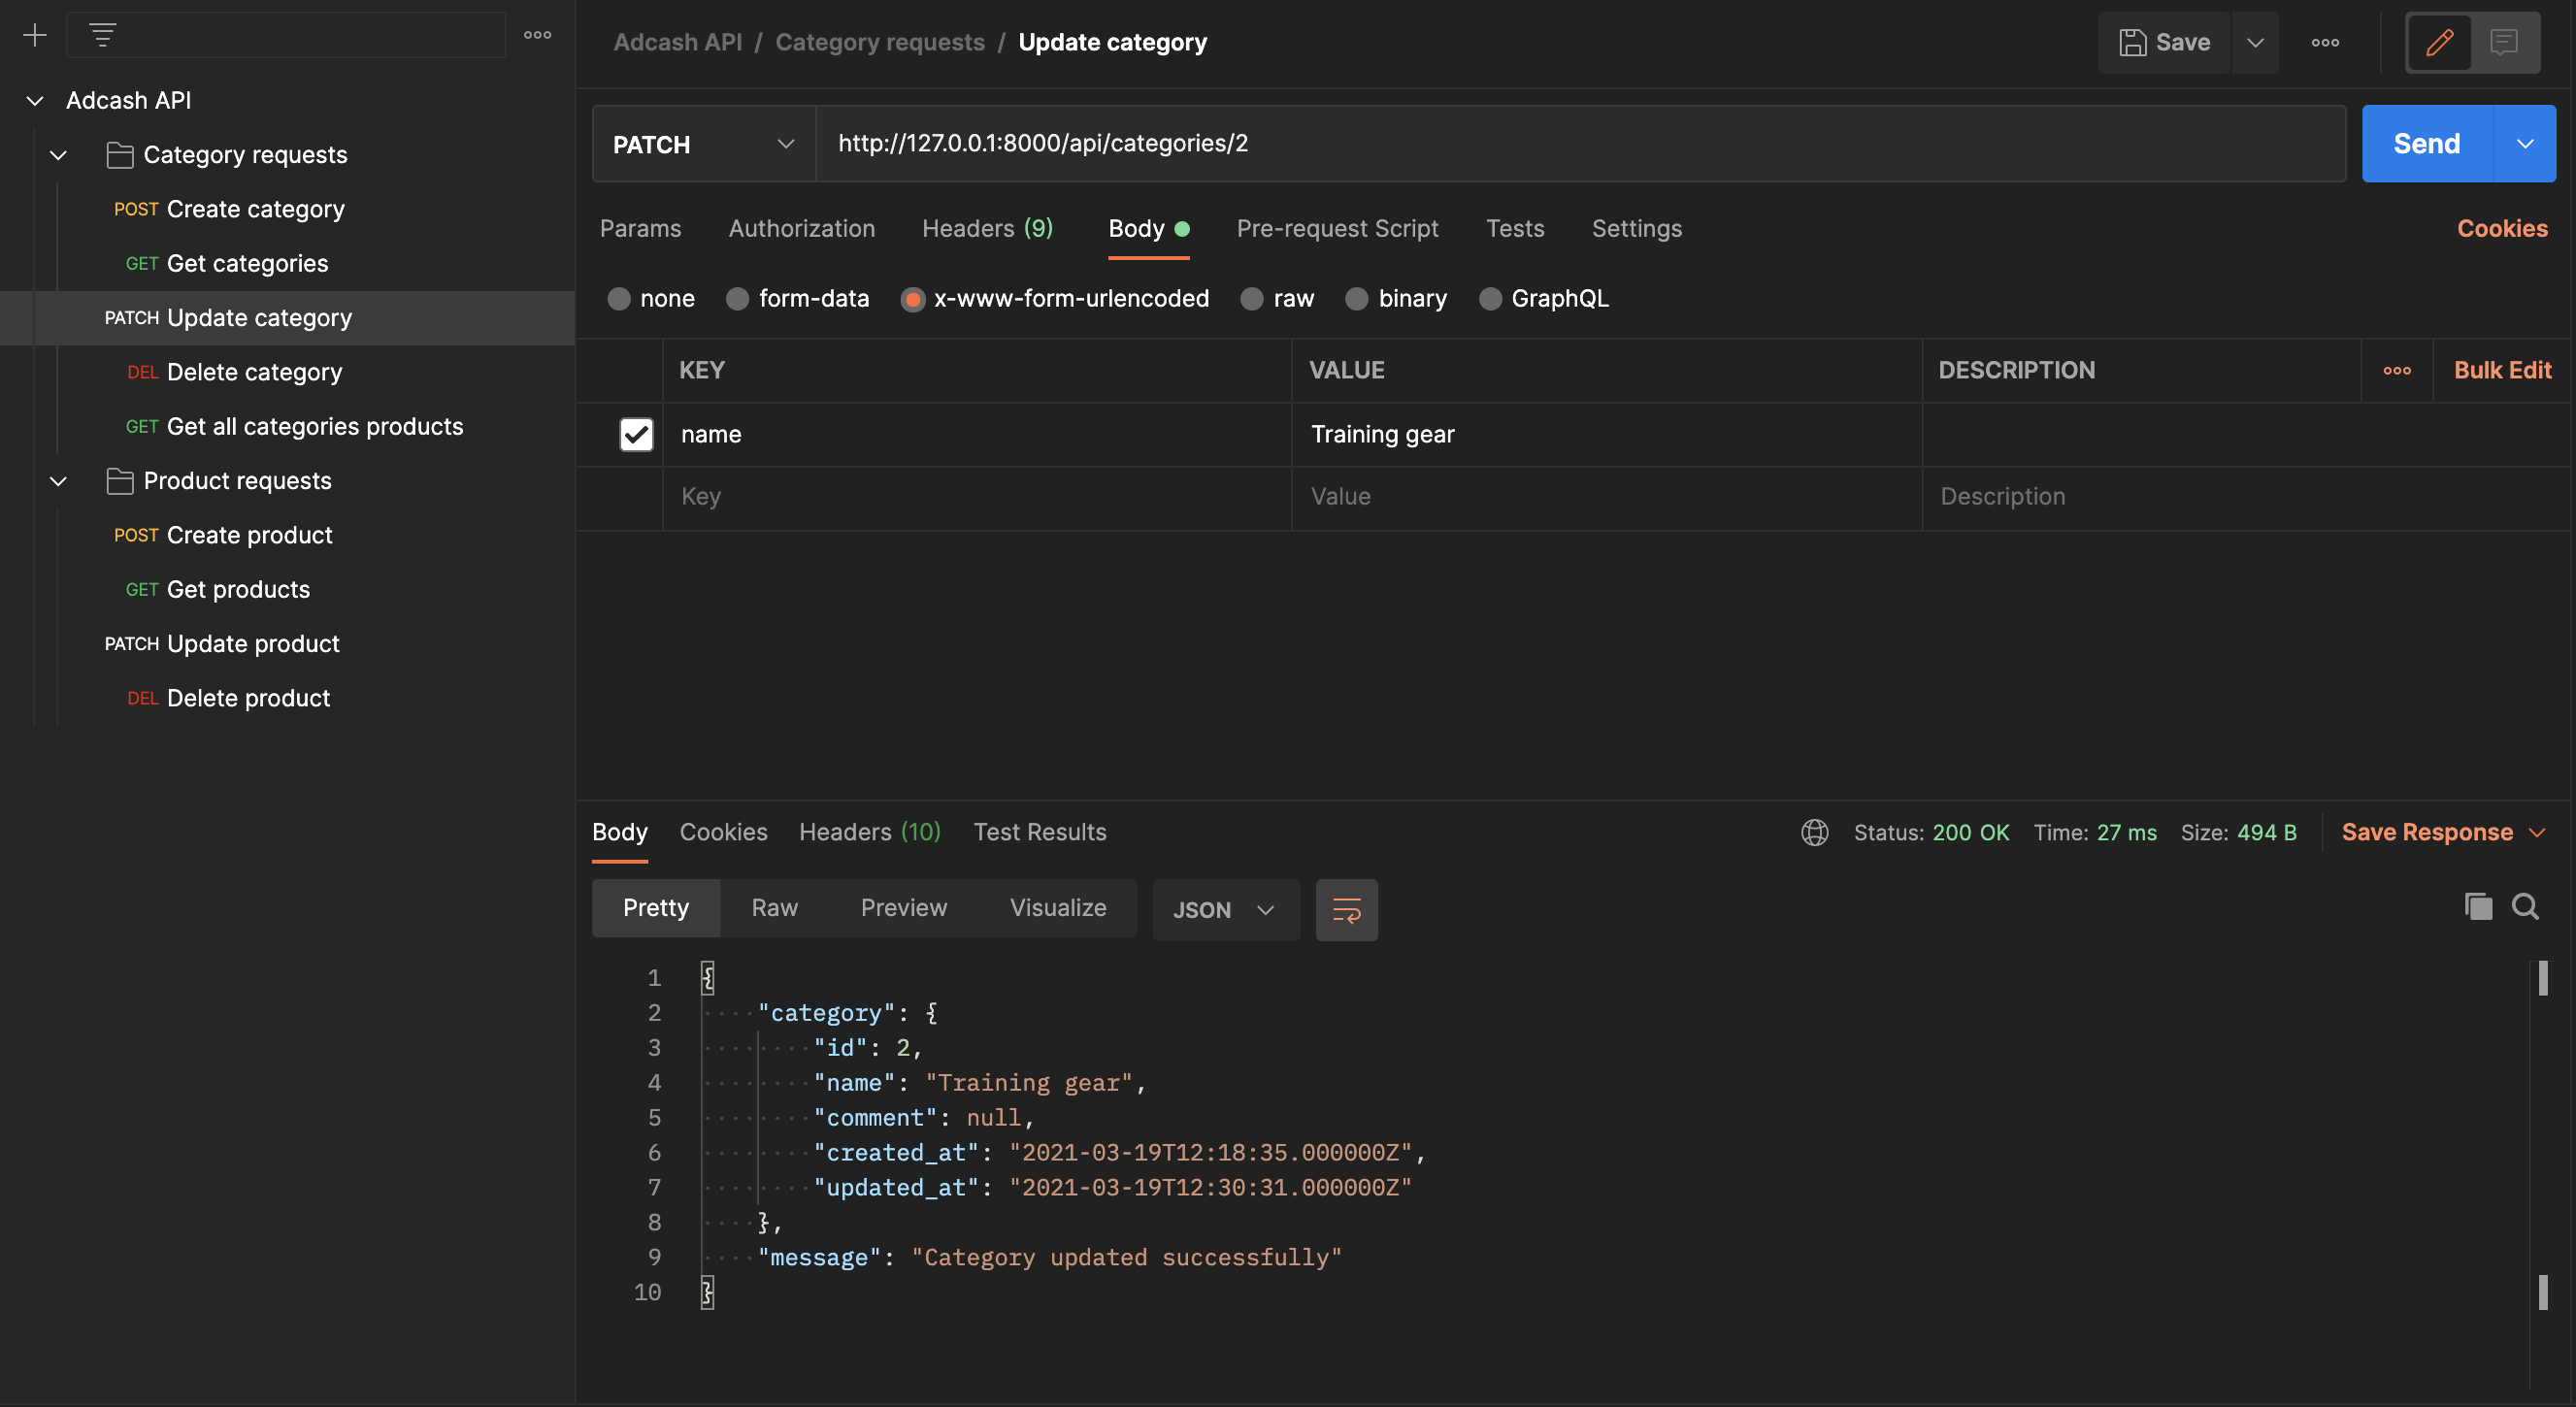 Adcash API
Category requests
POST Create category
GET Get categories
PATCH Update category
DEL Delete category
GET Get all categories products
Product requests
POST Create product
GET Get products
PATCH Update product
DEL Delete product
Adcash API / Category requests / Update category
Save
PATCH http://127.0.0.1:8000/api/categories/2 Send
Params Authorization Headers (9) Body Pre-request Script Tests Settings Cookies
none form-data x-www-form-urlencoded raw binary GraphQL
KEY VALUE DESCRIPTION Bulk Edit
name Training gear
Key Value Description
Body Cookies Headers (10) Test Results Status: 200 OK Time: 27 ms Size: 494 B Save Response
Pretty Raw Preview Visualize JSON
1 {
2 "category": {
3 "id": 2,
4 "name": "Training gear",
5 "comment": null,
6 "created_at": "2021-03-19T12:18:35.000000Z",
7 "updated_at": "2021-03-19T12:30:31.000000Z"
8 },
9 "message": "Category updated successfully"
10 }